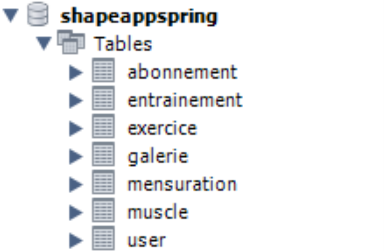 shapeappspring
Tables
abonnement
entrainement
exercice
galerie
mensuration
muscle
user